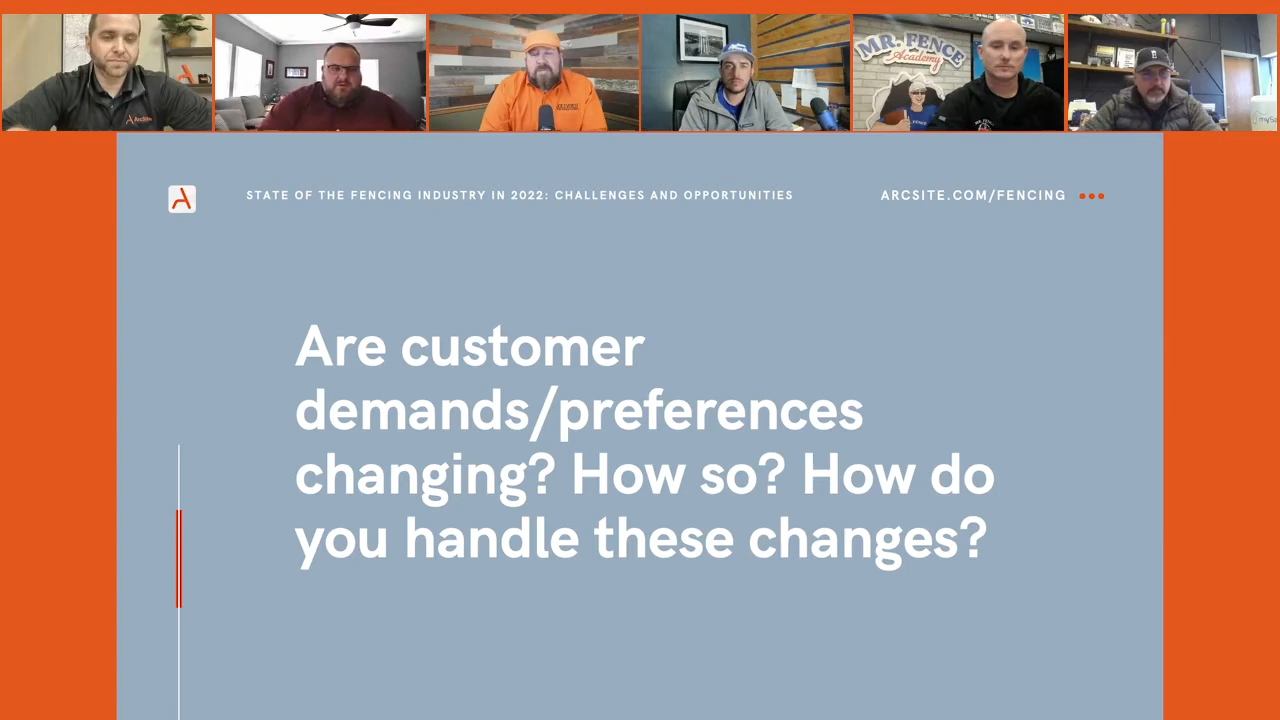 ArcSite
MR. FENCE
Academy
STATE OF THE FENCING INDUSTRY IN 2022: CHALLENGES AND OPPORTUNITIES
ARCSITE.COM/FENCING
Are customer
demands/preferences
changing? How so? How do
you handle these changes?